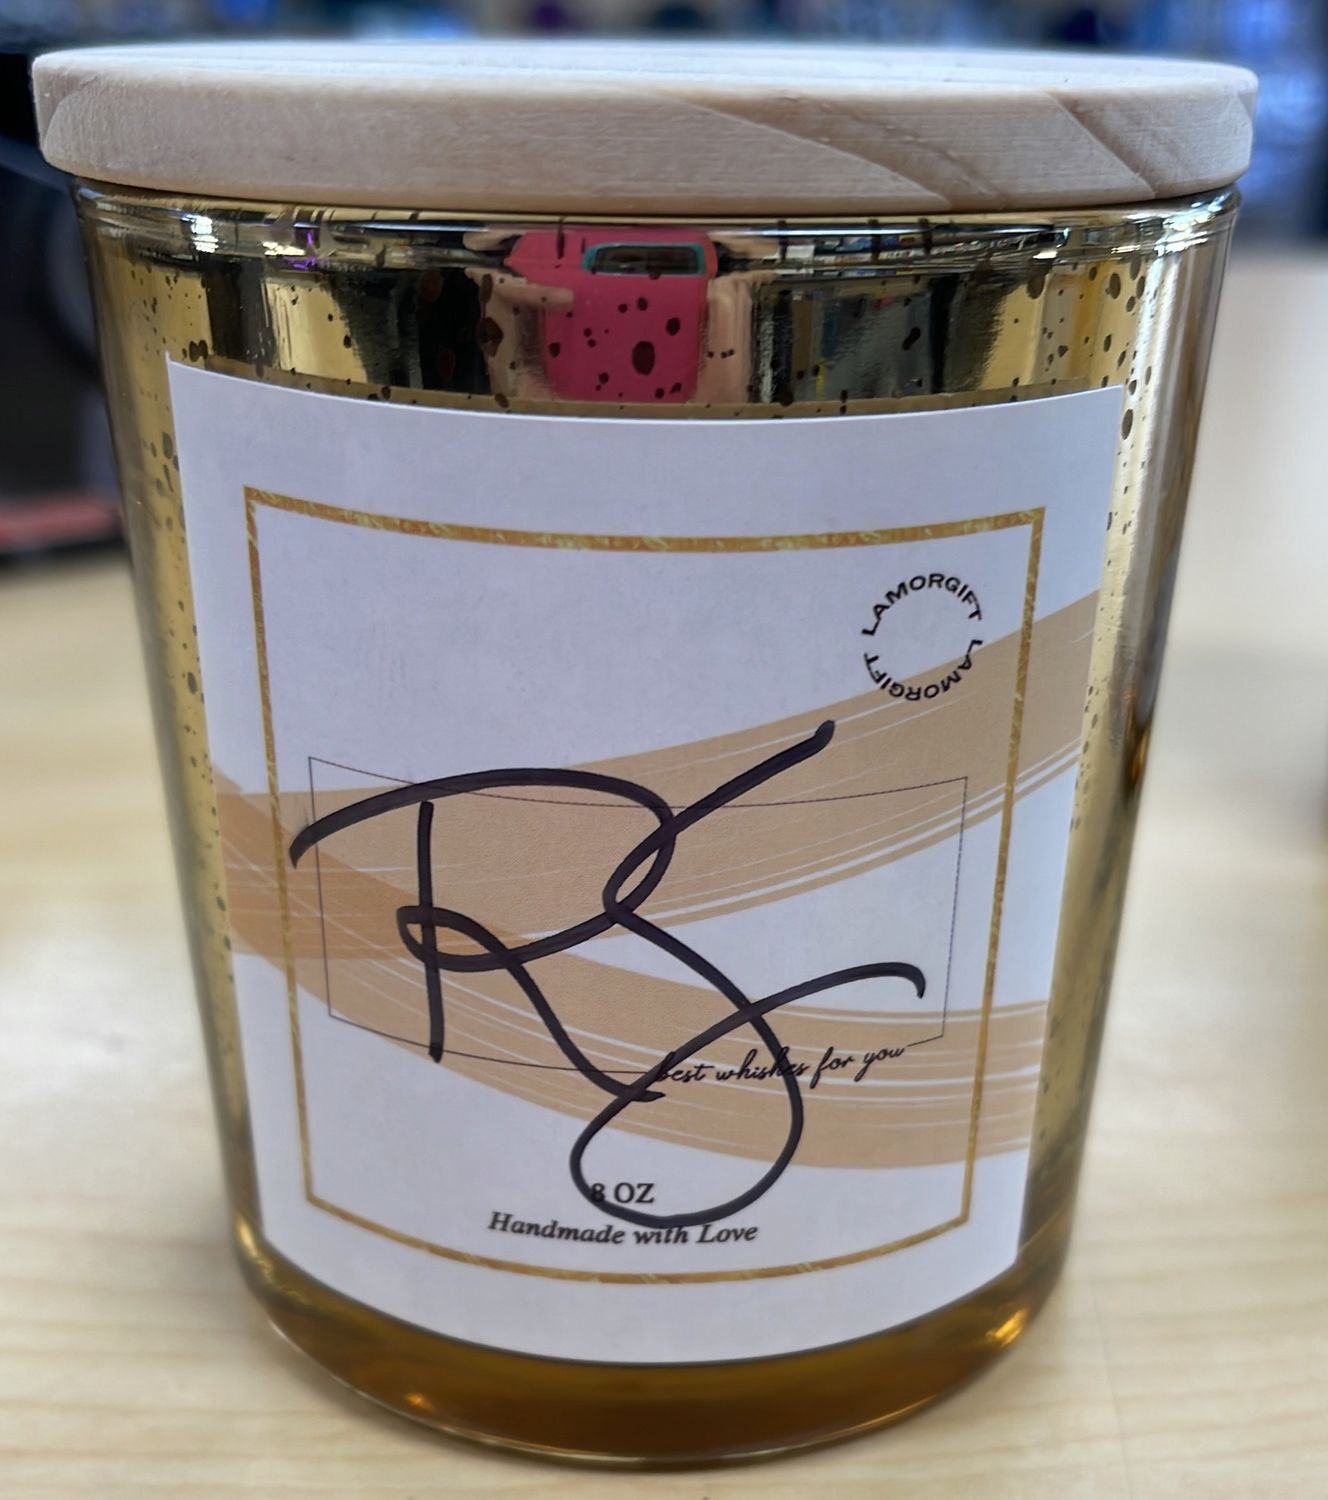 LAMORGIFT LAMORGIFT
RS
best whishes for you
8 OZ
Handmade with Love